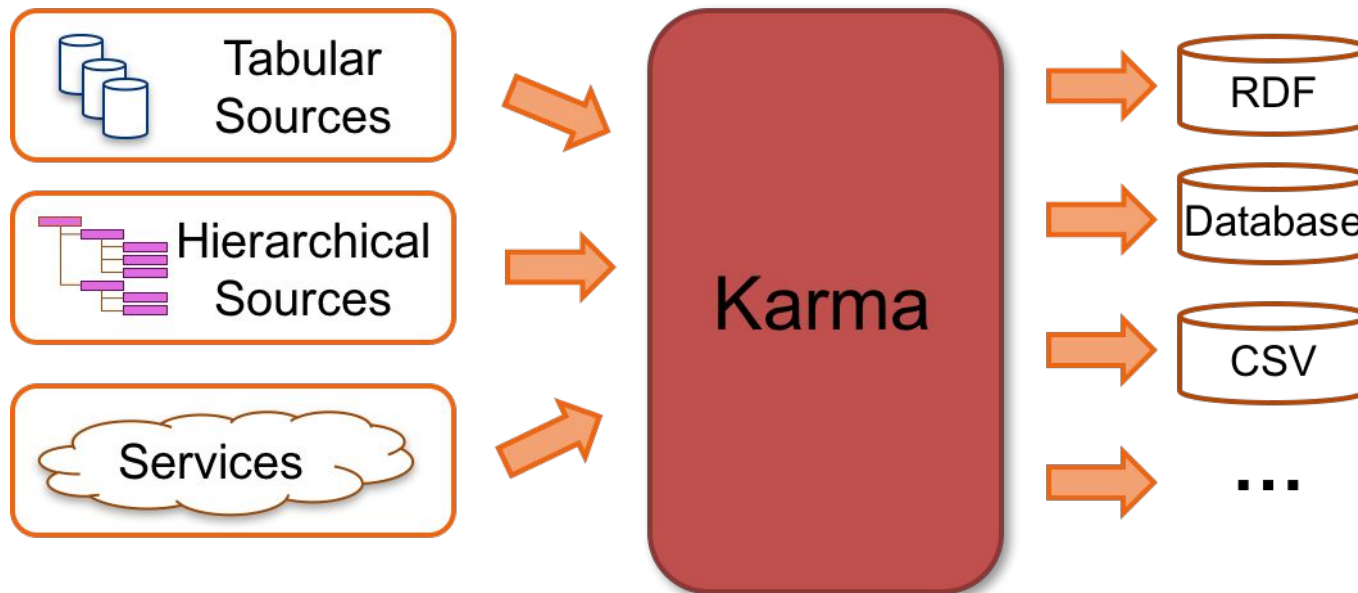 Tabular
Sources
Hierarchical
Sources
Services
Karma
RDF
Database
CSV
...